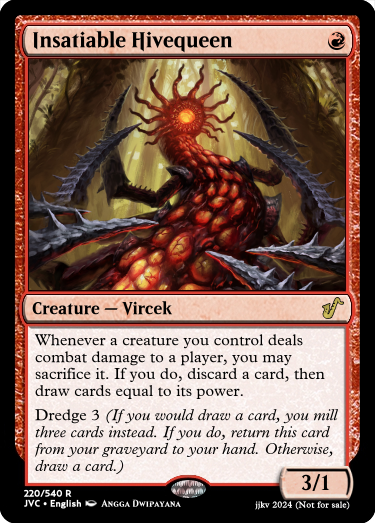 Insatiable Hivequeen
Creature — Vircek
Whenever a creature you control deals
combat damage to a player, you may
sacrifice it. If you do, discard a card, then
draw cards equal to its power.
Dredge 3 (If you would draw a card, you mill
three cards instead. If you do, return this card
from your graveyard to your hand. Otherwise,
draw a card.)
3/1
220/540 R
JVC • English Angga Dwipayana
jjkv 2024 (Not for sale)